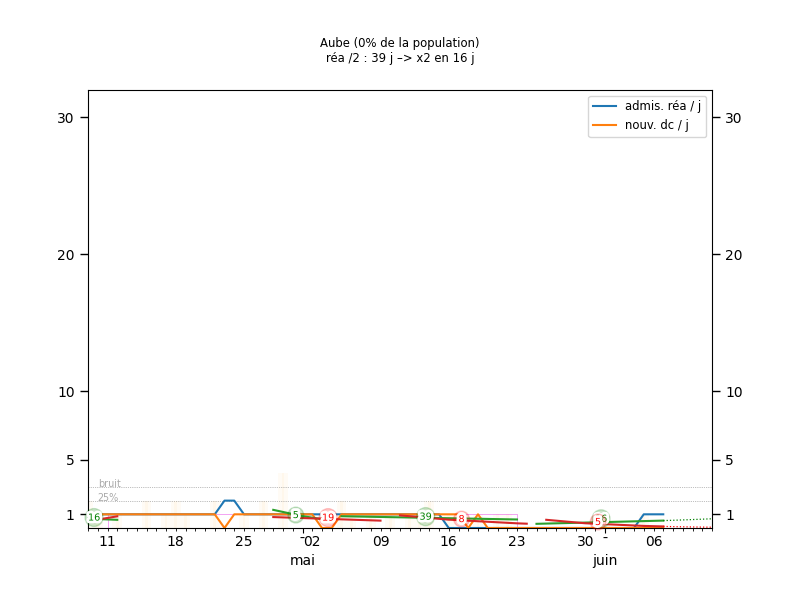 Aube (0% de la population)
réa /2 : 39 j –> x2 en 16 j
admis. réa / j
nouv. dc / j
30 30
20 20
10 10
5 5
bruit
25%
1 1
16 5 19 39 8 5
11 18 25 02 09 16 23 30 06
mai juin